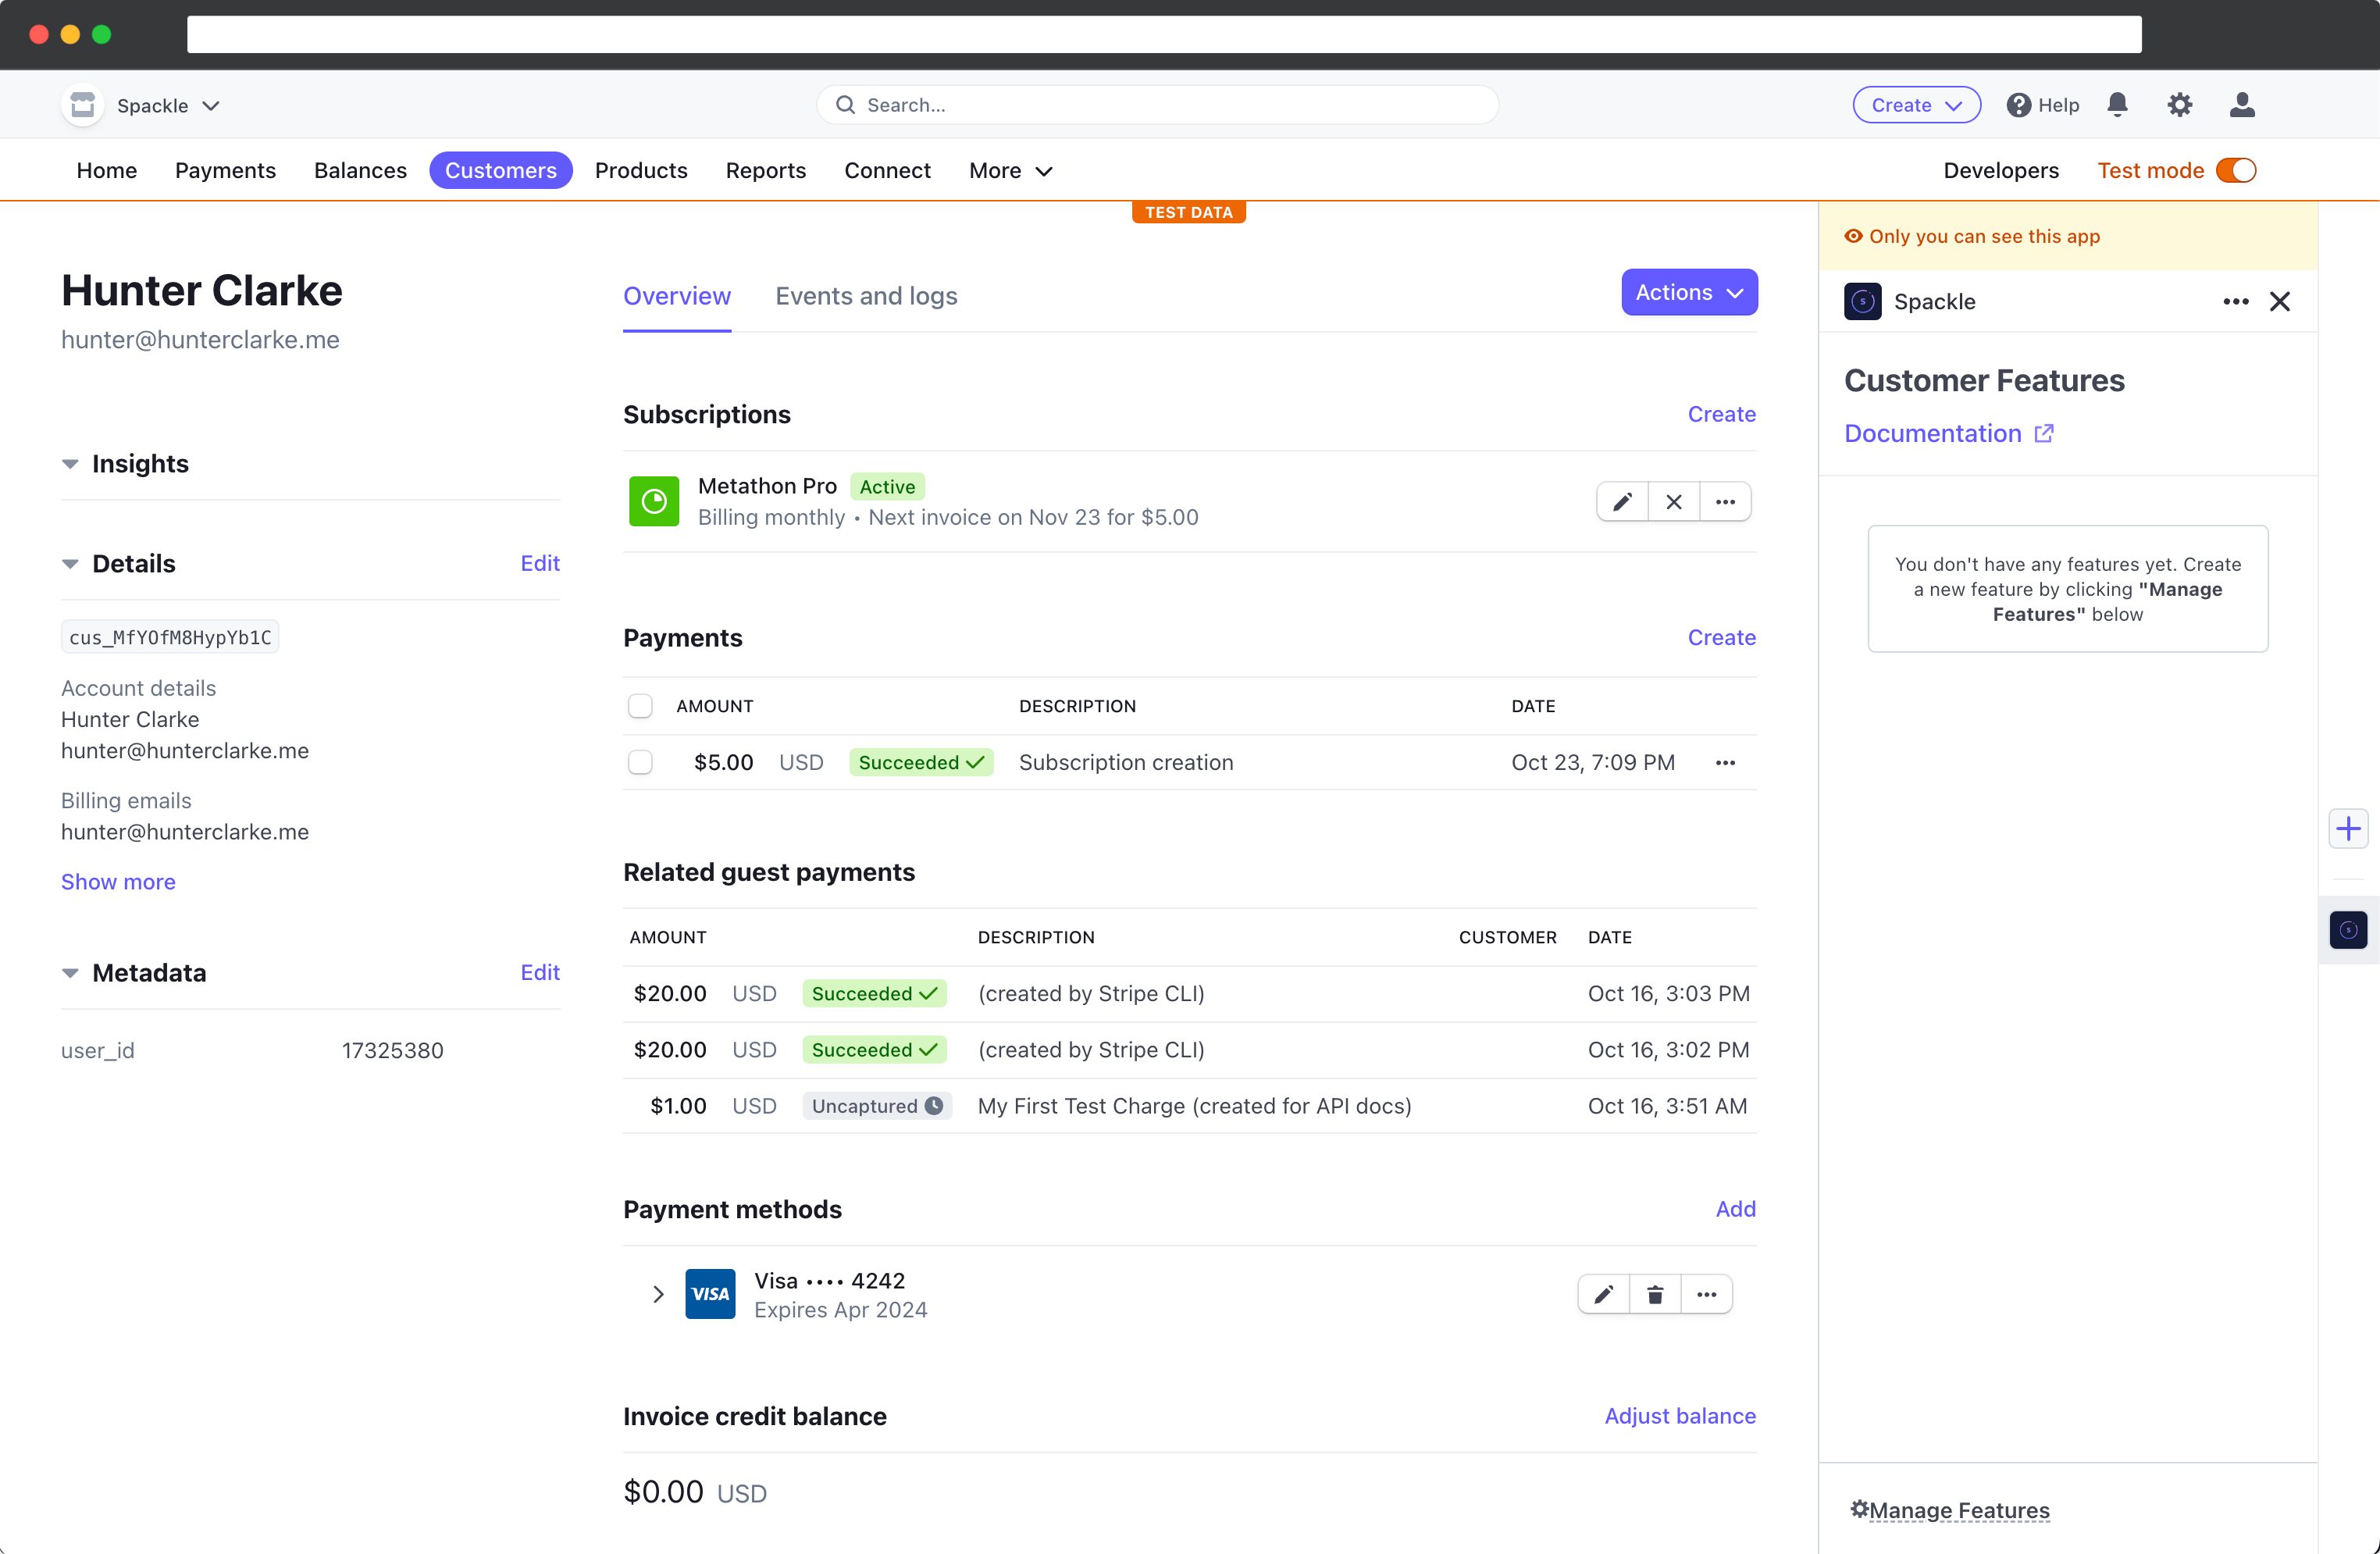 Spackle
Search...
Create
Help
Home Payments Balances Customers Products Reports Connect More
Developers Test mode
TEST DATA
Hunter Clarke
hunter@hunterclarke.me
Insights
Details Edit
cus_MfYOfM8HypYb1C
Account details
Hunter Clarke
hunter@hunterclarke.me
Billing emails
hunter@hunterclarke.me
Show more
Metadata Edit
user_id 17325380
Overview Events and logs
Actions
Subscriptions Create
Metathon Pro Active
Billing monthly • Next invoice on Nov 23 for $5.00
Payments Create
AMOUNT DESCRIPTION DATE
$5.00 USD Succeeded Subscription creation Oct 23, 7:09 PM
Related guest payments
AMOUNT DESCRIPTION CUSTOMER DATE
$20.00 USD Succeeded (created by Stripe CLI) Oct 16, 3:03 PM
$20.00 USD Succeeded (created by Stripe CLI) Oct 16, 3:02 PM
$1.00 USD Uncaptured My First Test Charge (created for API docs) Oct 16, 3:51 AM
Payment methods Add
VISA
Visa •••• 4242
Expires Apr 2024
Invoice credit balance Adjust balance
$0.00 USD
Only you can see this app
S Spackle
Customer Features
Documentation
You don't have any features yet. Create
a new feature by clicking "Manage
Features" below
S
Manage Features